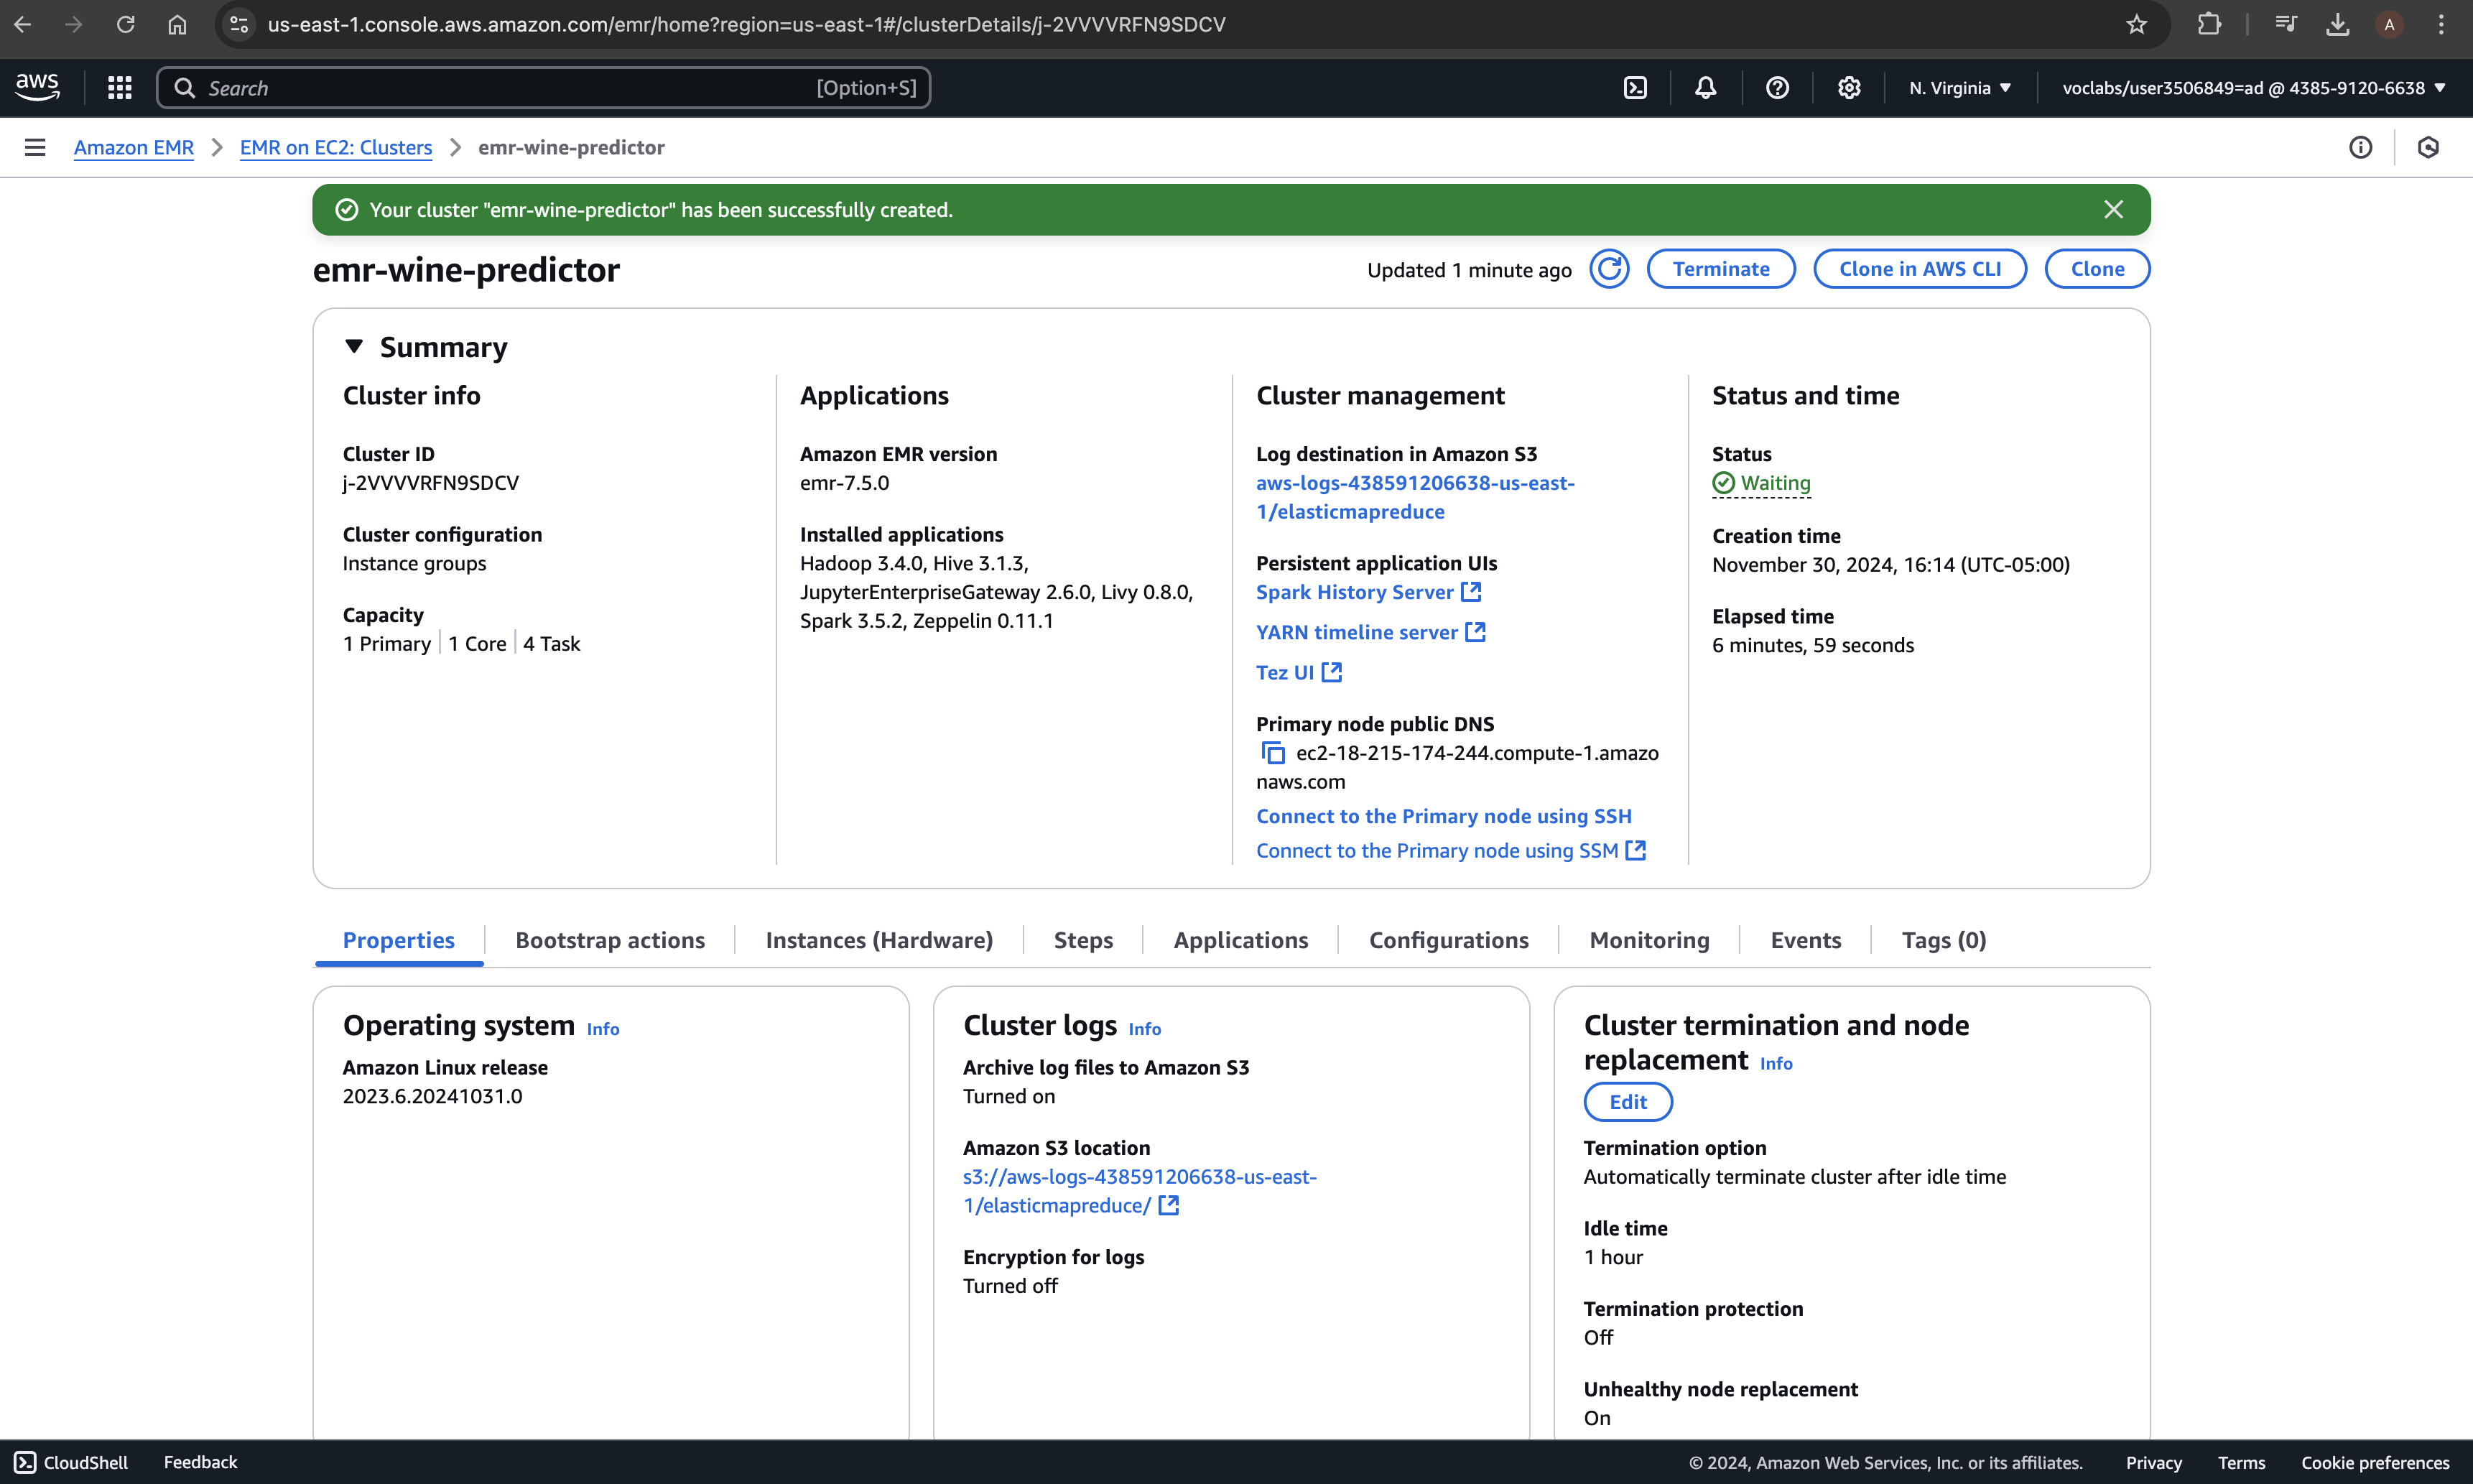 us-east-1.console.aws.amazon.com/emr/home?region=us-east-1#/clusterDetails/j-2VVVVRFN9SDCV
A
aws
Search
[Option+S]
N. Virginia
voclabs/user3506849=ad @ 4385-9120-6638
Amazon EMR
EMR on EC2: Clusters
emr-wine-predictor
Your cluster "emr-wine-predictor" has been successfully created.
emr-wine-predictor
Updated 1 minute ago
Terminate
Clone in AWS CLI
Clone
Summary
Cluster info
Cluster ID
j-2VVVVRFN9SDCV
Cluster configuration
Instance groups
Capacity
1 Primary
1 Core
4 Task
Applications
Amazon EMR version
emr-7.5.0
Installed applications
Hadoop 3.4.0, Hive 3.1.3,
JupyterEnterpriseGateway 2.6.0, Livy 0.8.0,
Spark 3.5.2, Zeppelin 0.11.1
Cluster management
Log destination in Amazon S3
aws-logs-438591206638-us-east-
1/elasticmapreduce
Persistent application UIs
Spark History Server
YARN timeline server
Tez UI
Primary node public DNS
ec2-18-215-174-244.compute-1.amazo
naws.com
Connect to the Primary node using SSH
Connect to the Primary node using SSM
Status and time
Status
Waiting
Creation time
November 30, 2024, 16:14 (UTC-05:00)
Elapsed time
6 minutes, 59 seconds
Properties
Bootstrap actions
Instances (Hardware)
Steps
Applications
Configurations
Monitoring
Events
Tags (0)
Operating system Info
Amazon Linux release
2023.6.20241031.0
Cluster logs Info
Archive log files to Amazon S3
Turned on
Amazon S3 location
s3://aws-logs-438591206638-us-east-
1/elasticmapreduce/
Encryption for logs
Turned off
Cluster termination and node
replacement Info
Edit
Termination option
Automatically terminate cluster after idle time
Idle time
1 hour
Termination protection
Off
Unhealthy node replacement
On
CloudShell
Feedback
© 2024, Amazon Web Services, Inc. or its affiliates.
Privacy
Terms
Cookie preferences